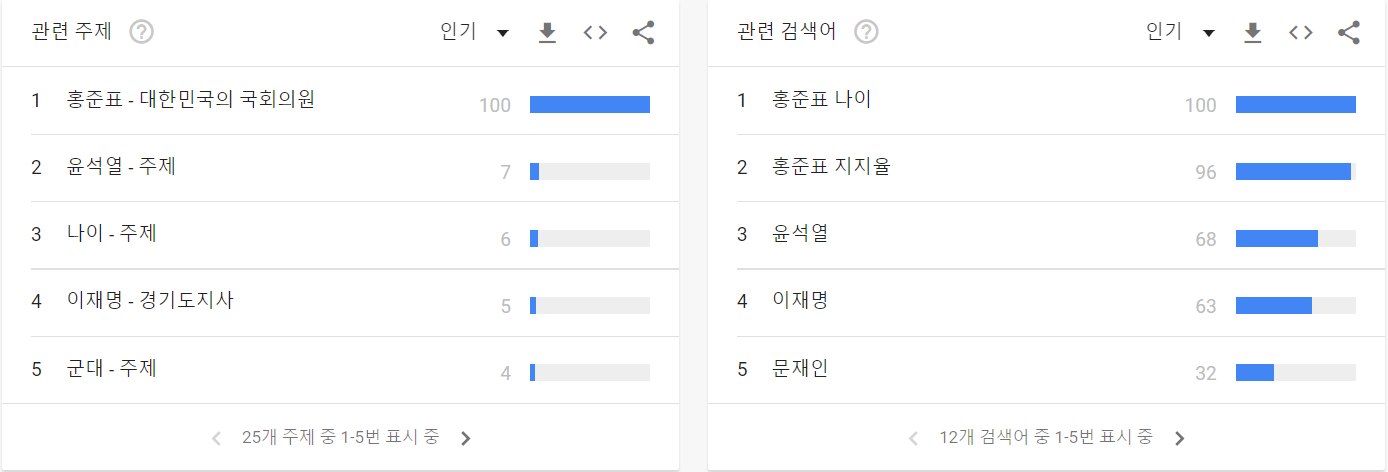 관련 주제 인기
1 홍준표 - 대한민국의 국회의원 100
2 윤석열 - 주제 7
3 나이 - 주제 6
4 이재명 - 경기도지사 5
5 군대 - 주제 4
25개 주제 중 1-5번 표시 중
관련 검색어 인기
1 홍준표 나이 100
2 홍준표 지지율 96
3 윤석열 68
4 이재명 63
5 문재인 32
12개 검색어 중 1-5번 표시 중